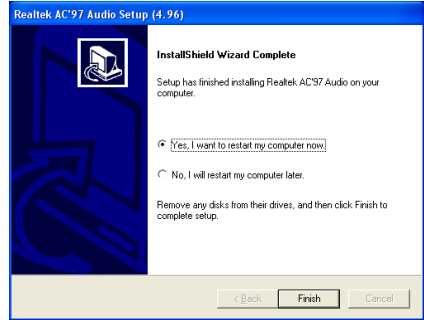 Realtek AC'97 Audio Setup (4.96)
InstallShield Wizard Complete
Setup has finished installing Realtek AC'97 Audio on your
computer.
Yes, I want to restart my computer now.
No, I will restart my computer later.
Remove any disks from their drives, and then click Finish to
complete setup.
< Back
Finish
Cancel